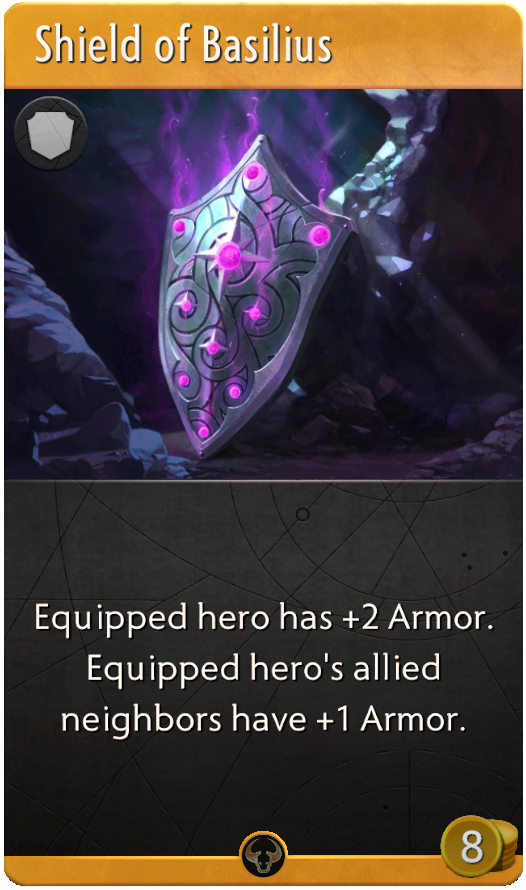 Shield of Basilius
Equipped hero has +2 Armor.
Equipped hero's allied
neighbors have +1 Armor.
8